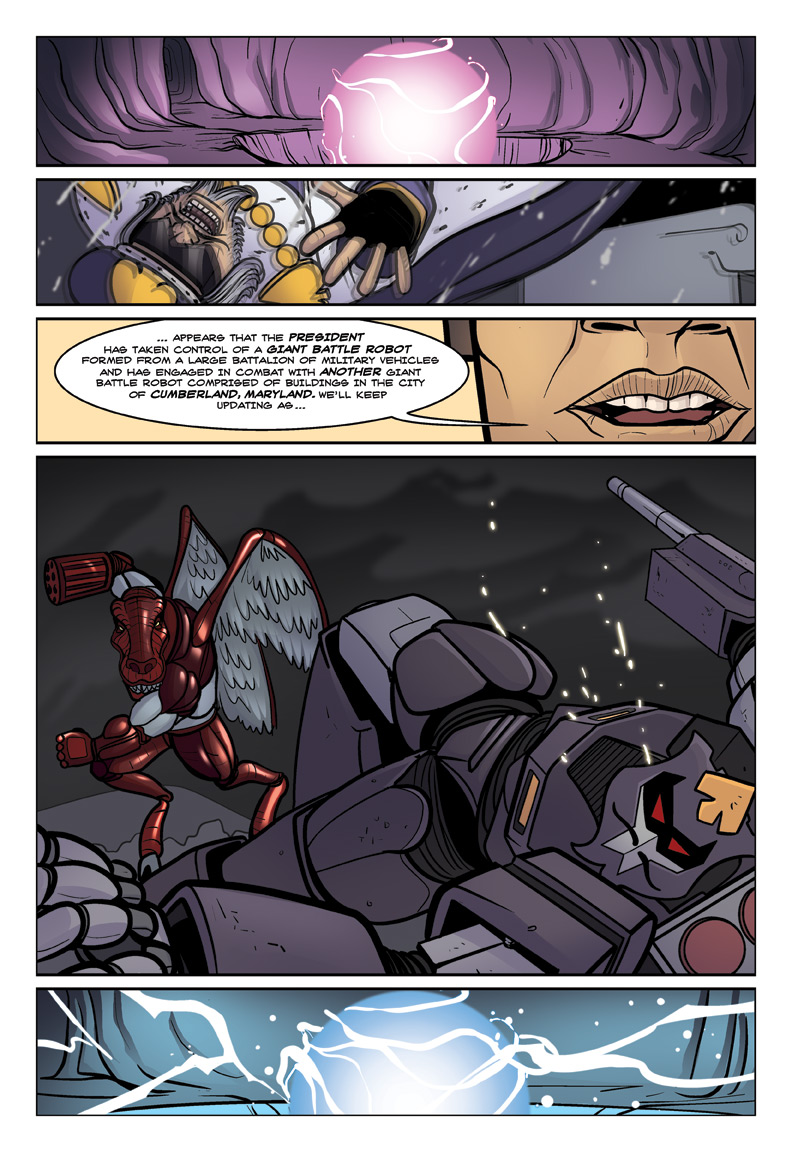 ... APPEARS THAT THE PRESIDENT
HAS TAKEN CONTROL OF A GIANT BATTLE ROBOT
FORMED FROM A LARGE BATTALION OF MILITARY VEHICLES
AND HAS ENGAGED IN COMBAT WITH ANOTHER GIANT
BATTLE ROBOT COMPRISED OF BUILDINGS IN THE CITY
OF CUMBERLAND, MARYLAND. WE'LL KEEP
UPDATING AS ...